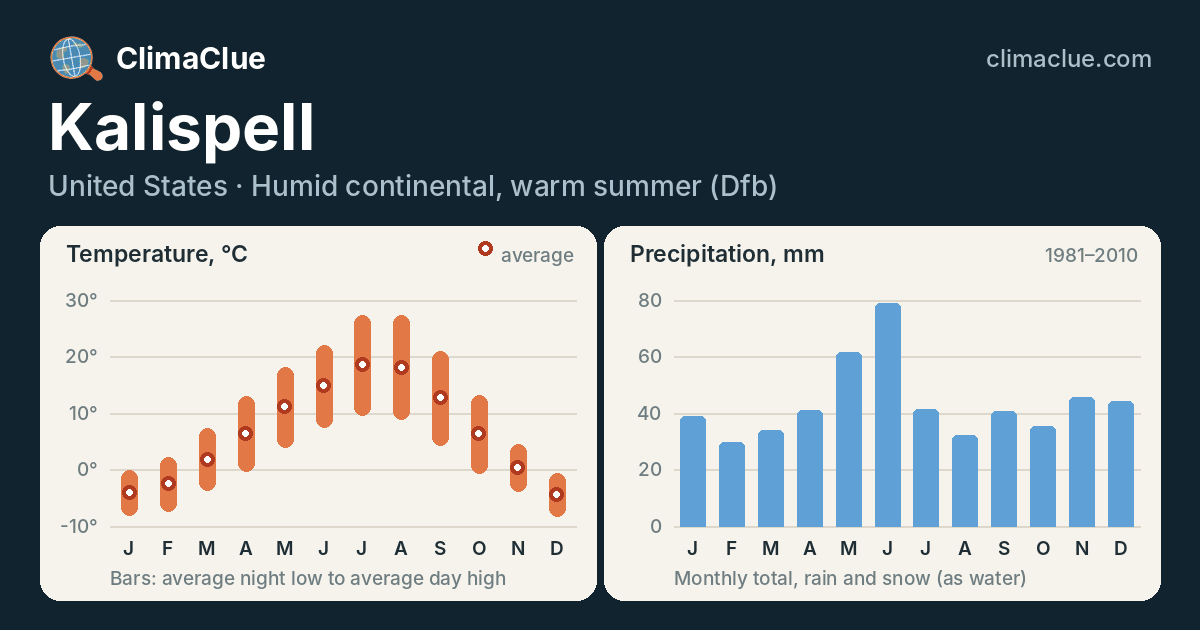 ClimaClue
climaclue.com
Kalispell
United States · Humid continental, warm summer (Dfb)
Temperature, °C
average
30°
20°
10°
0°
-10°
J F M A M J J A S O N D
Bars: average night low to average day high
Precipitation, mm
1981–2010
80
60
40
20
0
J F M A M J J A S O N D
Monthly total, rain and snow (as water)